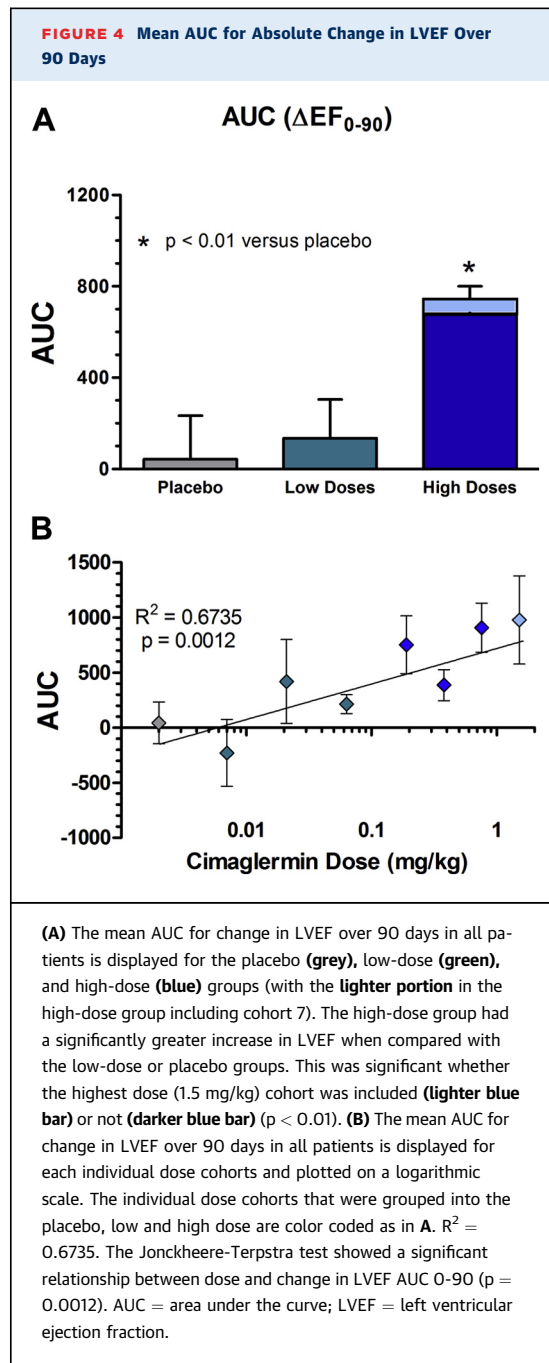 FIGURE 4 Mean AUC for Absolute Change in LVEF Over
90 Days
A
AUC (ΔEF0-90)
1200
800
400
0
AUC
* p < 0.01 versus placebo
*
Placebo
Low Doses
High Doses
B
1500
1000
500
0
-500
-1000
AUC
R² = 0.6735
p = 0.0012
0.01
0.1
1
Cimaglermin Dose (mg/kg)
(A) The mean AUC for change in LVEF over 90 days in all pa-
tients is displayed for the placebo (grey), low-dose (green),
and high-dose (blue) groups (with the lighter portion in the
high-dose group including cohort 7). The high-dose group had
a significantly greater increase in LVEF when compared with
the low-dose or placebo groups. This was significant whether
the highest dose (1.5 mg/kg) cohort was included (lighter blue
bar) or not (darker blue bar) (p < 0.01). (B) The mean AUC for
change in LVEF over 90 days in all patients is displayed for
each individual dose cohorts and plotted on a logarithmic
scale. The individual dose cohorts that were grouped into the
placebo, low and high dose are color coded as in A. R² =
0.6735. The Jonckheere-Terpstra test showed a significant
relationship between dose and change in LVEF AUC 0-90 (p =
0.0012). AUC = area under the curve; LVEF = left ventricular
ejection fraction.